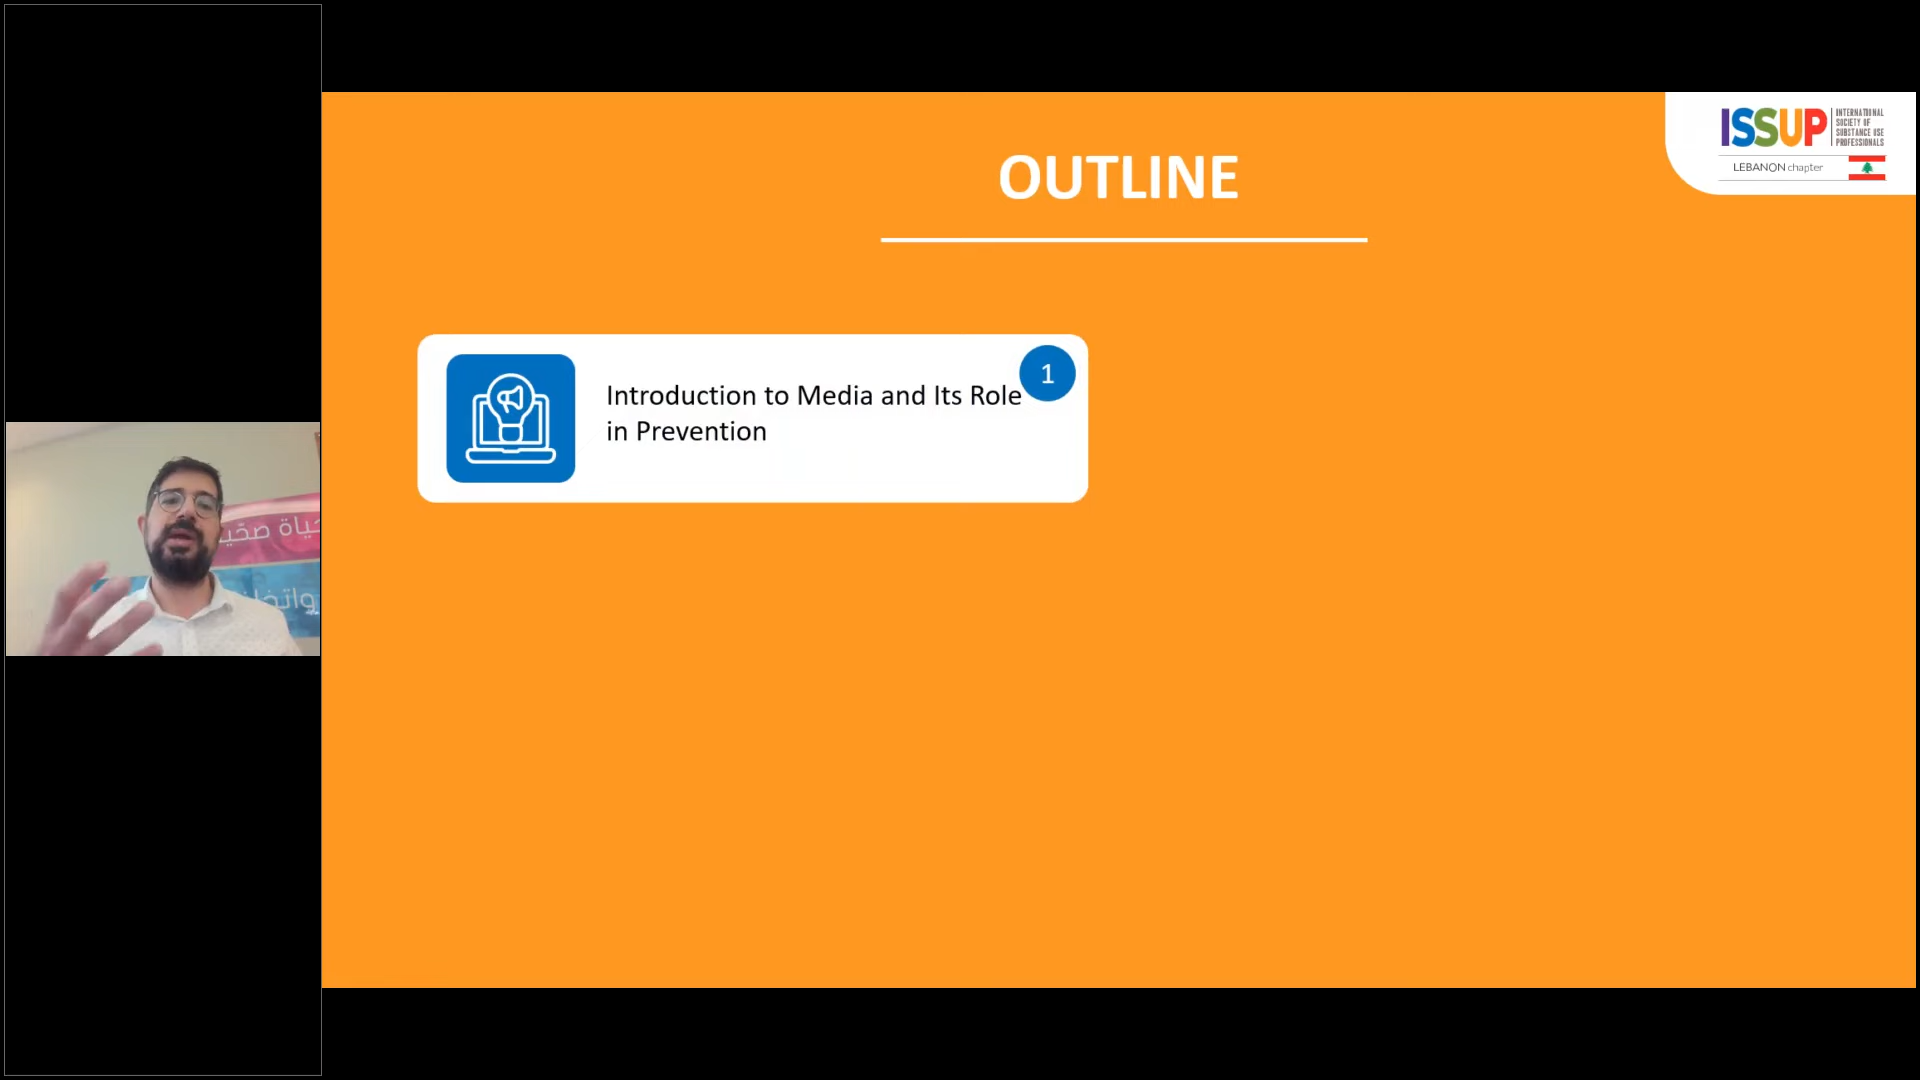 OUTLINE
ISSUP
INTERNATIONAL
SOCIETY OF
SUBSTANCE USE
PROFESSIONALS
LEBANON chapter
1
Introduction to Media and Its Role
in Prevention